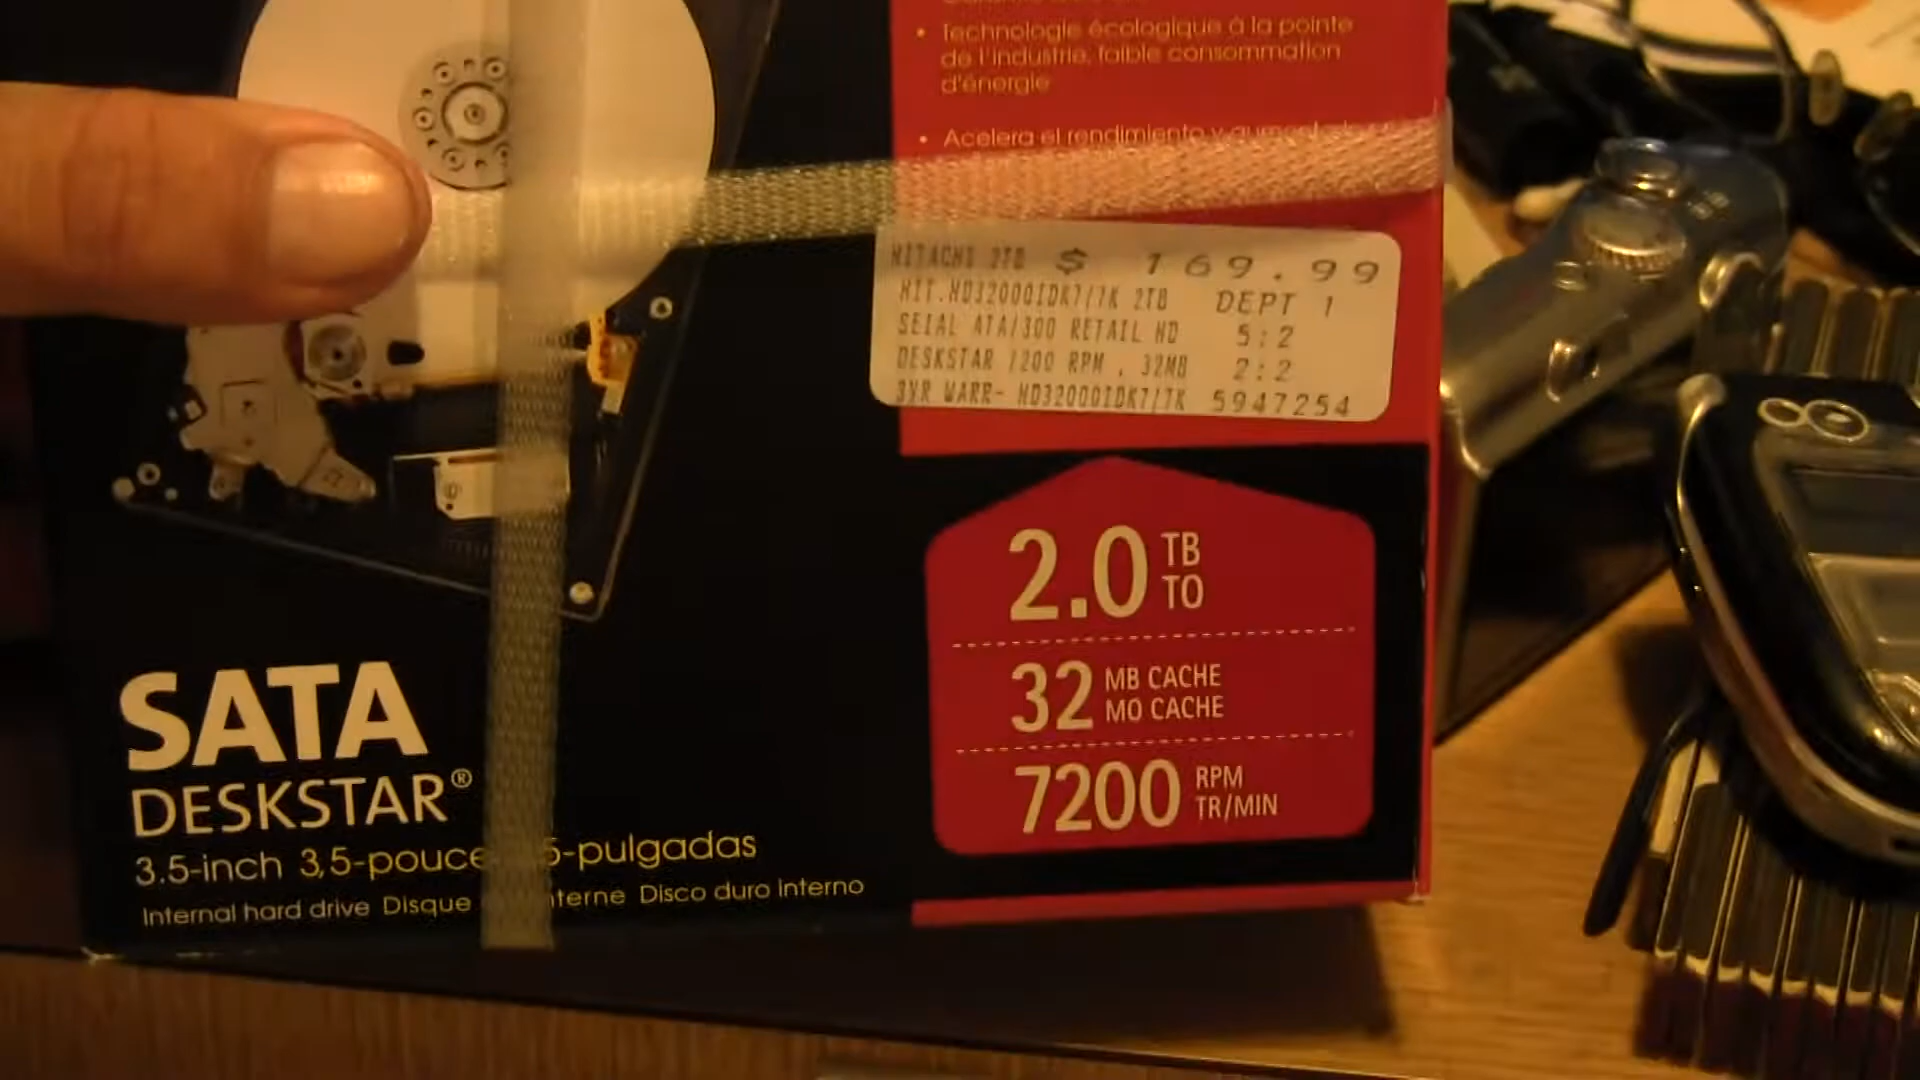 • Technologie écologique à la pointe
de l'industrie, faible consommation
d'énergie
• Acelera el rendimiento y
HITACHI 2TB $ 169.99
HIT.HD32000IDK7/7K 2TB DEPT 1
SEIAL ATA/300 RETAIL HD 5:2
DESKSTAR 7200 RPM , 32MB 2:2
3YR WARR- HD32000IDK7/7K 5947254
2.0 TB
TO
32 MB CACHE
MO CACHE
7200 RPM
TR/MIN
SATA
DESKSTAR®
3.5-inch 3,5-pouce 5-pulgadas
Internal hard drive Disque interne Disco duro interno